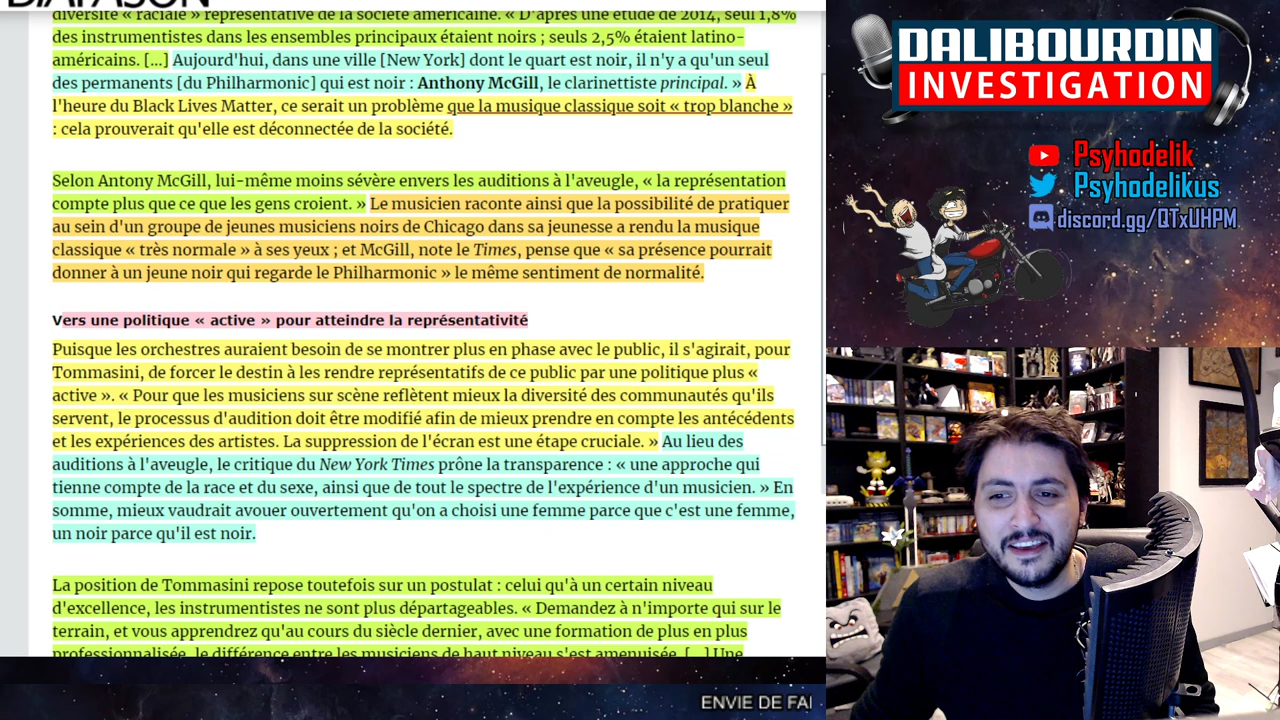 DIAPASON
diversité « raciale » représentative de la société américaine. « D'après une étude de 2014, seul 1,8%
des instrumentistes dans les ensembles principaux étaient noirs ; seuls 2,5% étaient latino-
américains. [...] Aujourd'hui, dans une ville [New York] dont le quart est noir, il n'y a qu'un seul
des permanents [du Philharmonic] qui est noir : Anthony McGill, le clarinettiste principal. » À
l'heure du Black Lives Matter, ce serait un problème que la musique classique soit « trop blanche »
: cela prouverait qu'elle est déconnectée de la société.
Selon Antony McGill, lui-même moins sévère envers les auditions à l'aveugle, « la représentation
compte plus que ce que les gens croient. » Le musicien raconte ainsi que la possibilité de pratiquer
au sein d'un groupe de jeunes musiciens noirs de Chicago dans sa jeunesse a rendu la musique
classique « très normale » à ses yeux ; et McGill, note le Times, pense que « sa présence pourrait
donner à un jeune noir qui regarde le Philharmonic » le même sentiment de normalité.
Vers une politique « active » pour atteindre la représentativité
Puisque les orchestres auraient besoin de se montrer plus en phase avec le public, il s'agirait, pour
Tommasini, de forcer le destin à les rendre représentatifs de ce public par une politique plus «
active ». « Pour que les musiciens sur scène reflètent mieux la diversité des communautés qu'ils
servent, le processus d'audition doit être modifié afin de mieux prendre en compte les antécédents
et les expériences des artistes. La suppression de l'écran est une étape cruciale. » Au lieu des
auditions à l'aveugle, le critique du New York Times prône la transparence : « une approche qui
tienne compte de la race et du sexe, ainsi que de tout le spectre de l'expérience d'un musicien. » En
somme, mieux vaudrait avouer ouvertement qu'on a choisi une femme parce que c'est une femme,
un noir parce qu'il est noir.
La position de Tommasini repose toutefois sur un postulat : celui qu'à un certain niveau
d'excellence, les instrumentistes ne sont plus départageables. « Demandez à n'importe qui sur le
terrain, et vous apprendrez qu'au cours du siècle dernier, avec une formation de plus en plus
professionnalisée, le différence entre les musiciens de haut niveau s'est amenuisée. [...] Une
ENVIE DE FAI
DALIBOURDIN
INVESTIGATION
Psyhodelik
Psyhodelikus
discord.gg/QTxUHPM